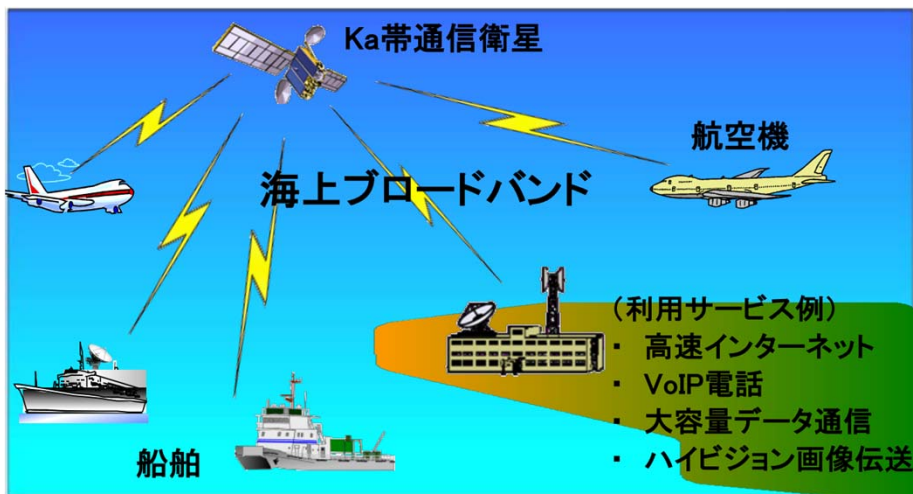 Ka帯通信衛星
航空機
海上ブロードバンド
（利用サービス例）
・ 高速インターネット
・ VoIP電話
・ 大容量データ通信
・ ハイビジョン画像伝送
船舶